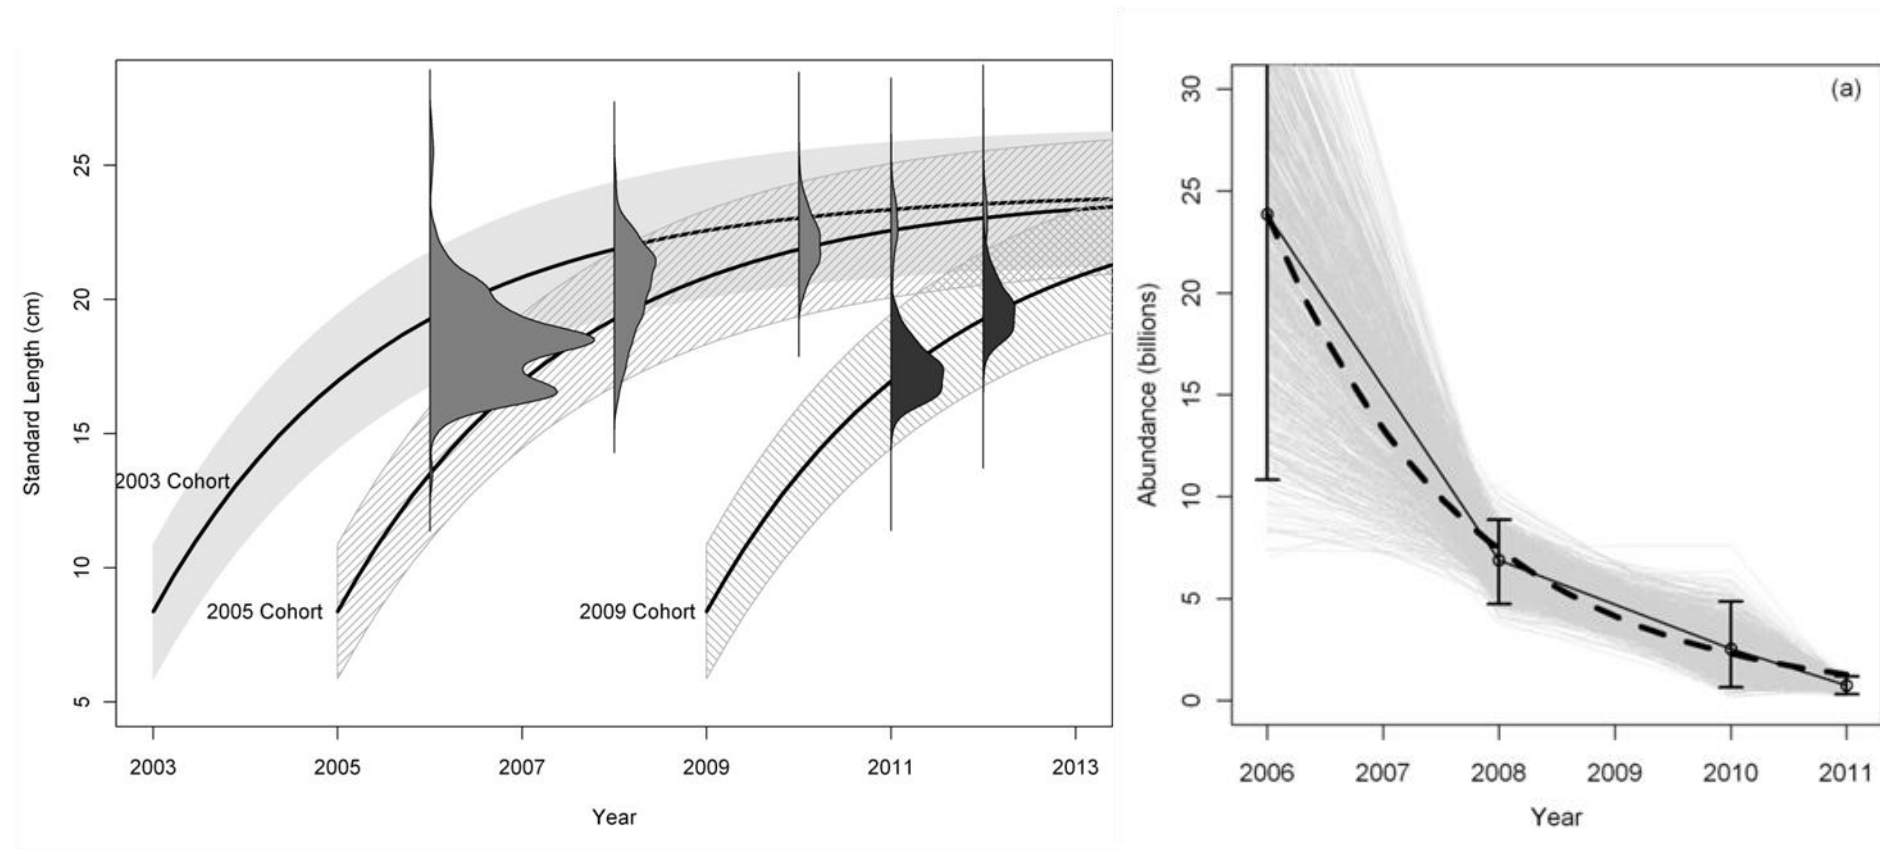 Standard Length (cm)
25
20
15
10
5
2003 Cohort
2005 Cohort
2009 Cohort
2003 2005 2007 2009 2011 2013
Year
(a)
Abundance (billions)
30
25
20
15
10
5
0
2006 2007 2008 2009 2010 2011
Year